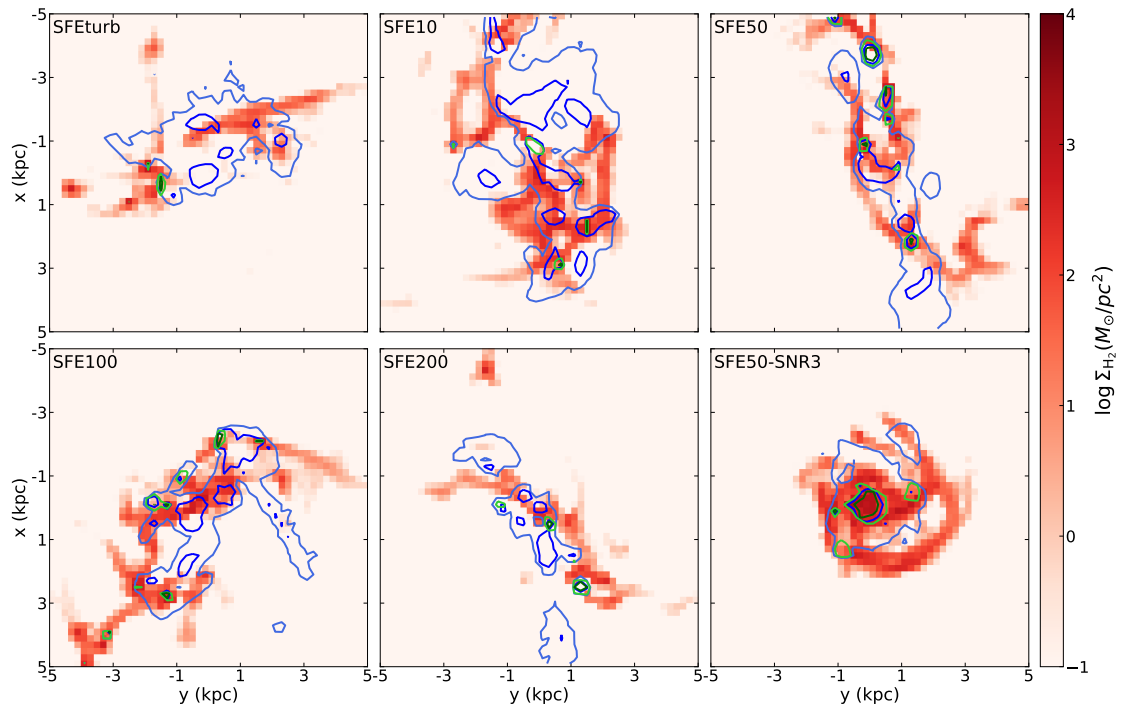 SFEturb
SFE10
SFE50
-5
-3
-1
1
3
5
x (kpc)
SFE100
SFE200
SFE50-SNR3
-5
-3
-1
1
3
5
x (kpc)
-5 -3 -1 1 3 5
-5 -3 -1 1 3 5
-5 -3 -1 1 3 5
y (kpc)
y (kpc)
y (kpc)
4
3
2
1
0
−1
log Σ_H₂ (M_⊙/pc²)